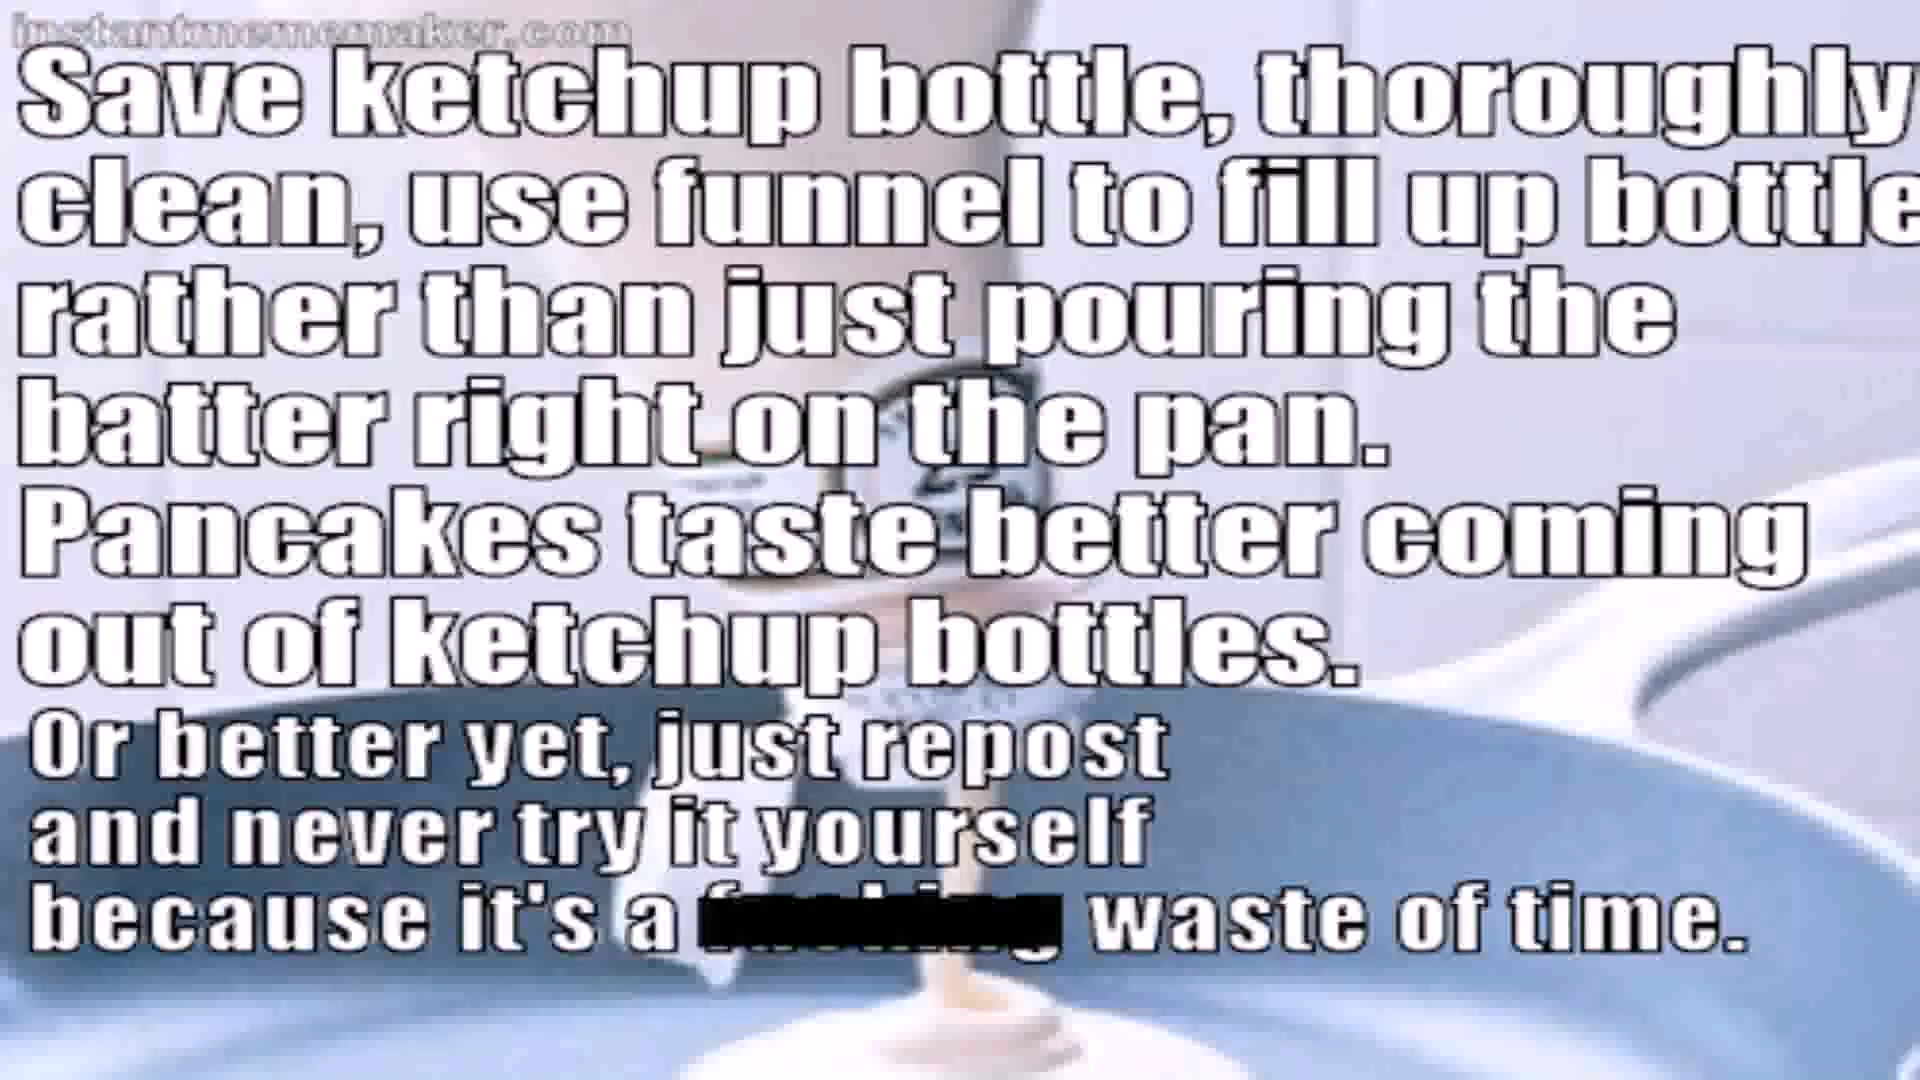 instantmememaker.com
Save ketchup bottle, thoroughly
clean, use funnel to fill up bottle
rather than just pouring the
batter right on the pan.
Pancakes taste better coming
out of ketchup bottles.
Or better yet, just repost
and never try it yourself
because it's a waste of time.